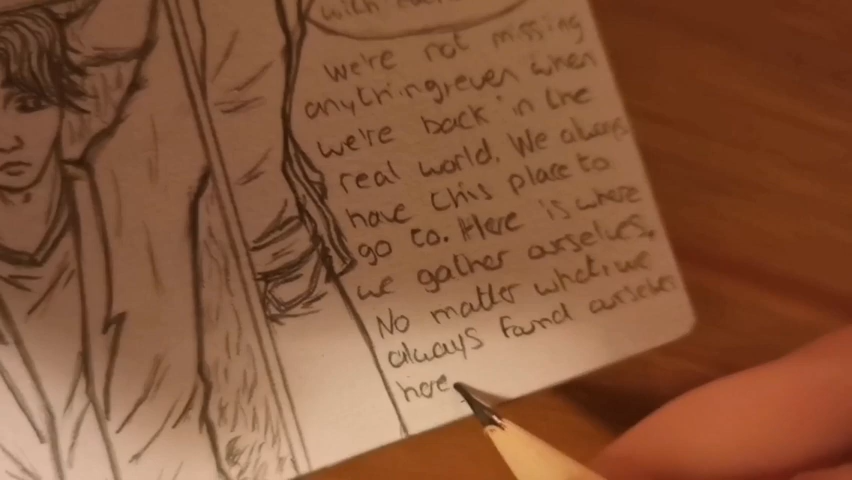 with
we're not missing
anything, even when
we're back in the
real world. We always
have this place to
go to. Here is where
we gather ourselves.
No matter what, we
always found ourselves
here